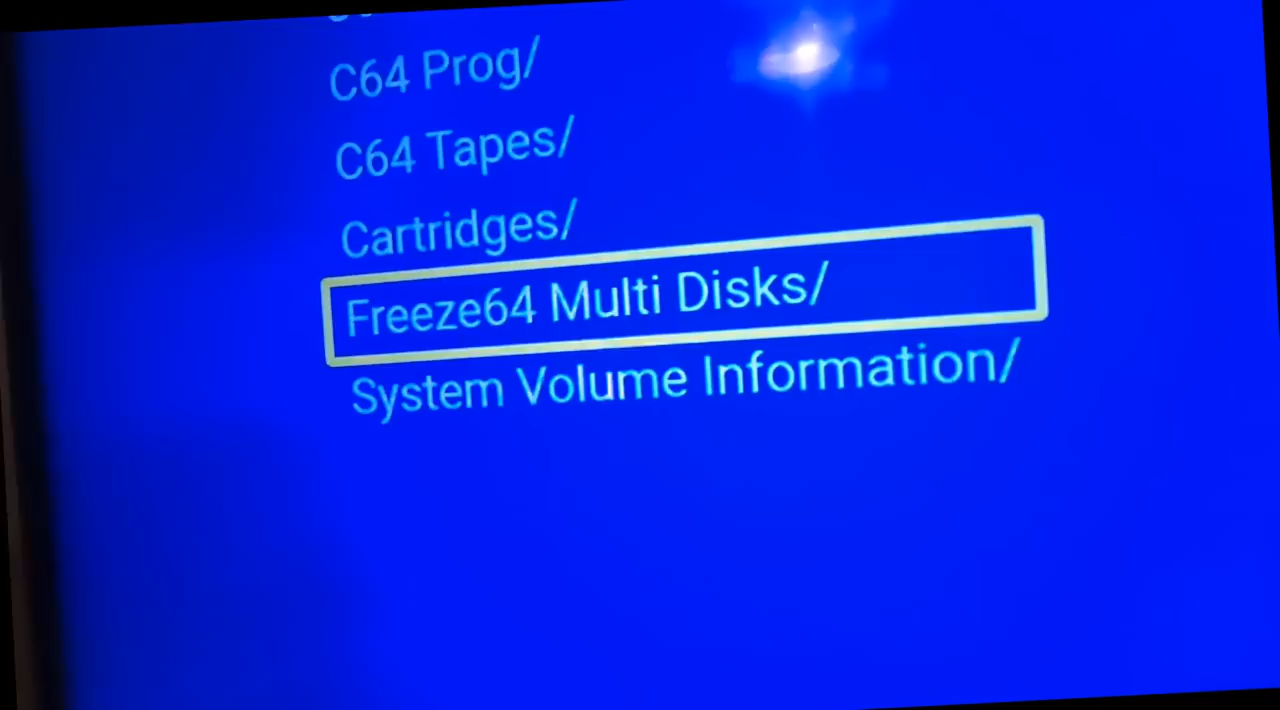 C64 Prog/
C64 Tapes/
Cartridges/
Freeze64 Multi Disks/
System Volume Information/